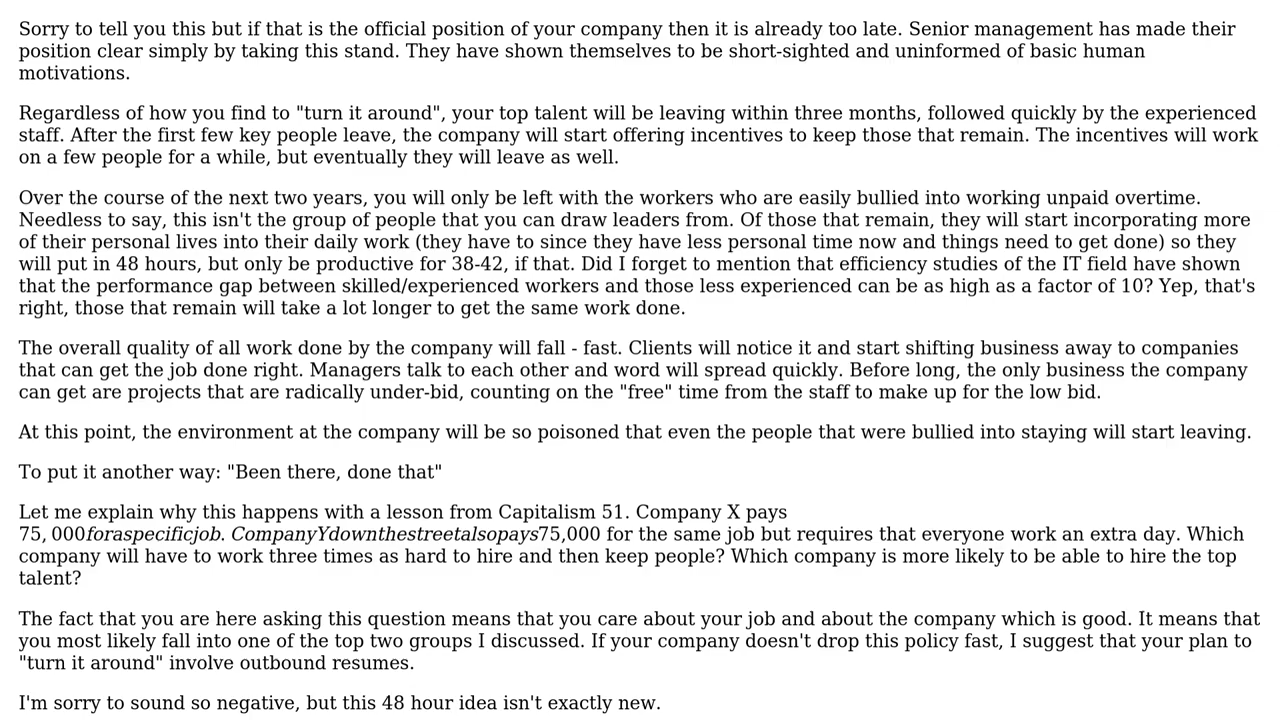 Sorry to tell you this but if that is the official position of your company then it is already too late. Senior management has made their
position clear simply by taking this stand. They have shown themselves to be short-sighted and uninformed of basic human
motivations.
Regardless of how you find to "turn it around", your top talent will be leaving within three months, followed quickly by the experienced
staff. After the first few key people leave, the company will start offering incentives to keep those that remain. The incentives will work
on a few people for a while, but eventually they will leave as well.
Over the course of the next two years, you will only be left with the workers who are easily bullied into working unpaid overtime.
Needless to say, this isn't the group of people that you can draw leaders from. Of those that remain, they will start incorporating more
of their personal lives into their daily work (they have to since they have less personal time now and things need to get done) so they
will put in 48 hours, but only be productive for 38-42, if that. Did I forget to mention that efficiency studies of the IT field have shown
that the performance gap between skilled/experienced workers and those less experienced can be as high as a factor of 10? Yep, that's
right, those that remain will take a lot longer to get the same work done.
The overall quality of all work done by the company will fall - fast. Clients will notice it and start shifting business away to companies
that can get the job done right. Managers talk to each other and word will spread quickly. Before long, the only business the company
can get are projects that are radically under-bid, counting on the "free" time from the staff to make up for the low bid.
At this point, the environment at the company will be so poisoned that even the people that were bullied into staying will start leaving.
To put it another way: "Been there, done that"
Let me explain why this happens with a lesson from Capitalism 51. Company X pays
75,000foraspecificjob. CompanyYdownthestreetalsopays75,000 for the same job but requires that everyone work an extra day. Which
company will have to work three times as hard to hire and then keep people? Which company is more likely to be able to hire the top
talent?
The fact that you are here asking this question means that you care about your job and about the company which is good. It means that
you most likely fall into one of the top two groups I discussed. If your company doesn't drop this policy fast, I suggest that your plan to
"turn it around" involve outbound resumes.
I'm sorry to sound so negative, but this 48 hour idea isn't exactly new.